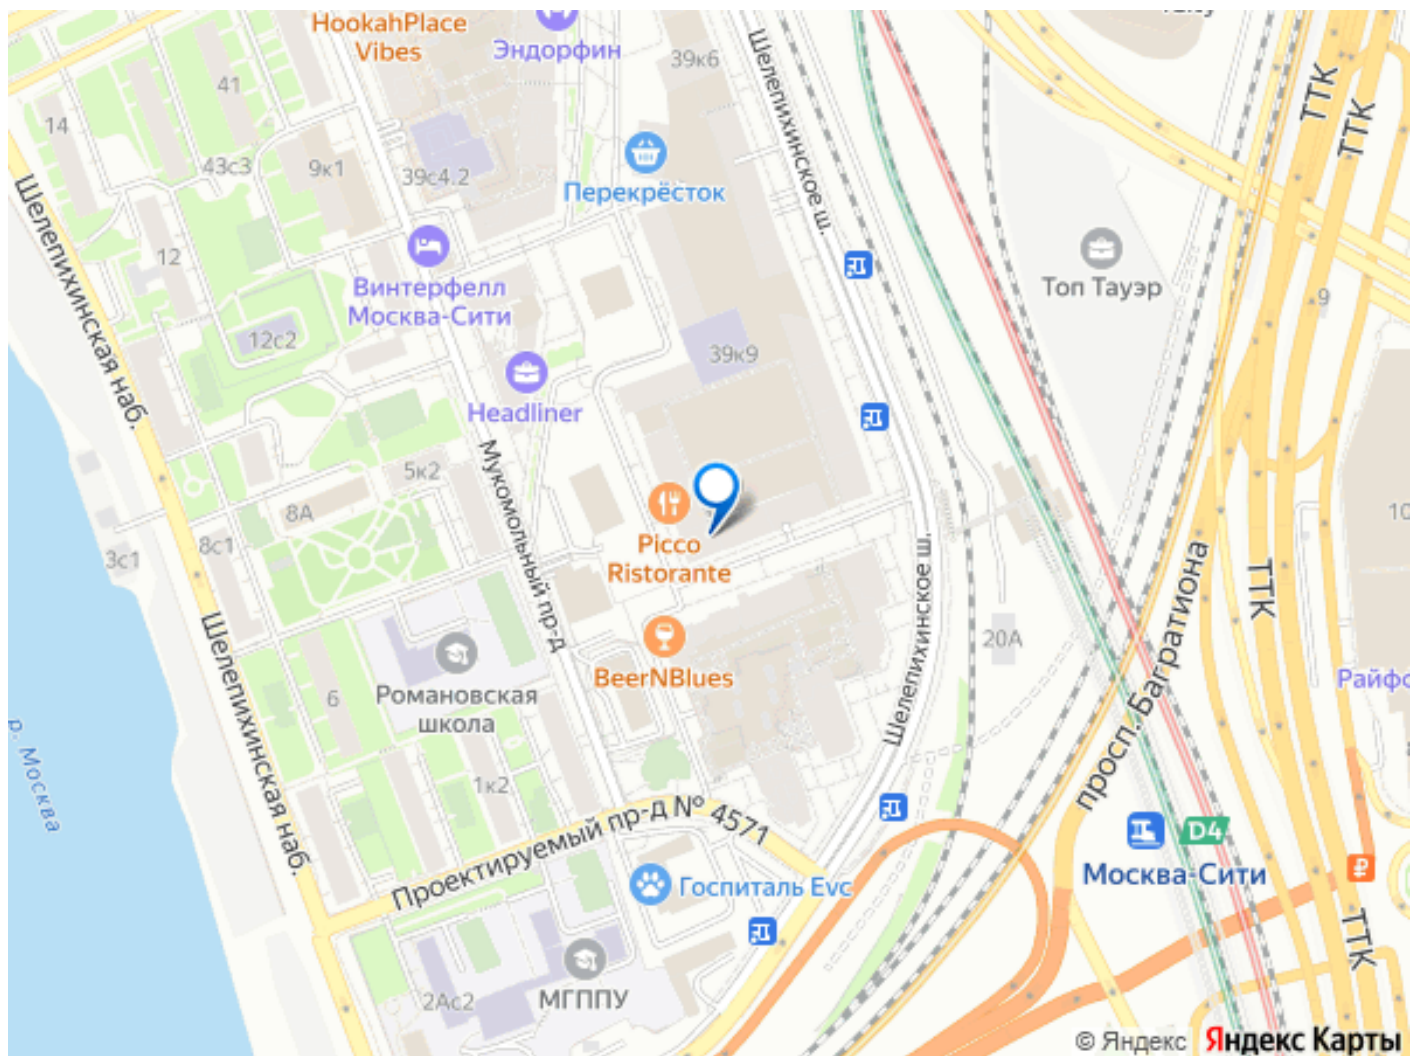 HookahPlace
Vibes
Эндорфин
39к6
41
14
43с3
9к1
39с4.2
Перекрёсток
Шелепихинское ш.
ТТК
ТТК
Шелепихинская наб.
12
Винтерфелл
Москва-Сити
12с2
Топ Тауэр
9
39к9
Headliner
5к2
8А
8с1
3с1
Мукомольный пр-д
Picco
Ristorante
10
ТТК
Шелепихинское ш.
просп. Багратиона
20А
BeerNBlues
Романовская
школа
6
Шелепихинская наб.
р. Москва
Райфо
1к2
Проектируемый пр-д № 4571
D4
Москва-Сити
₽
Госпиталь Evc
ТТК
МГППУ
2Ас2
© Яндекс Яндекс Карты